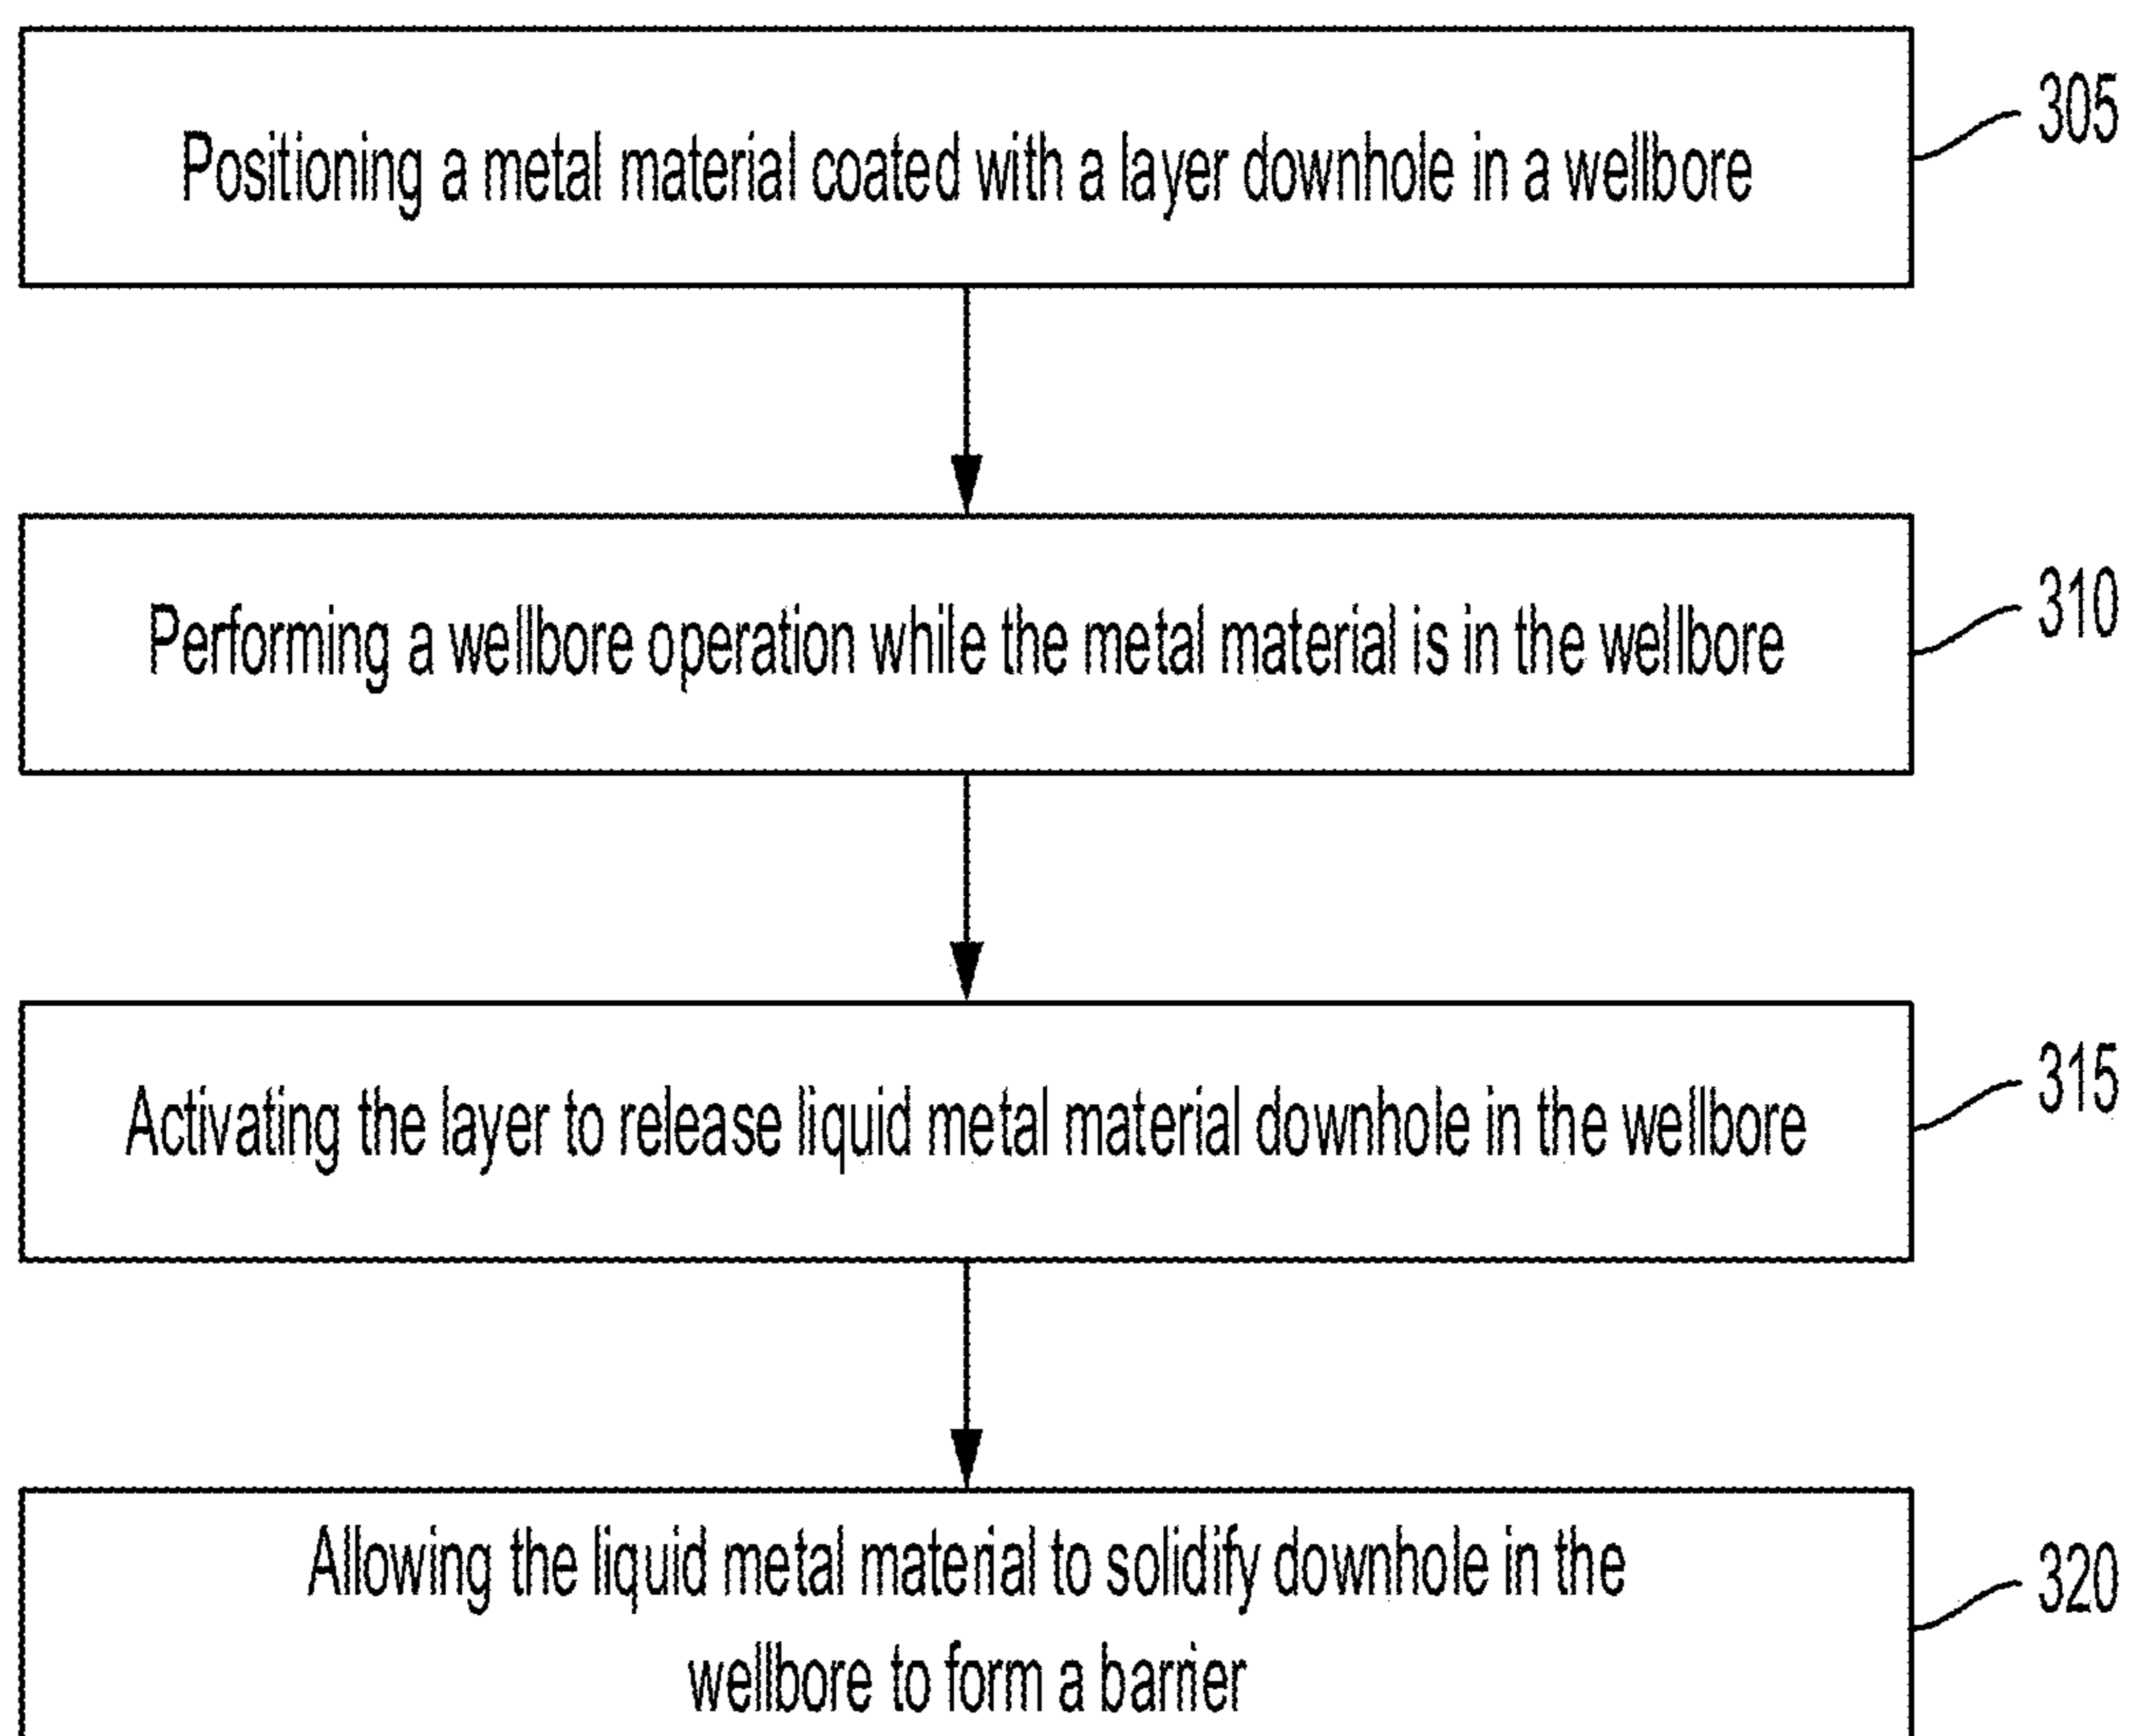 Positioning a metal material coated with a layer downhole in a wellbore
305
Performing a wellbore operation while the metal material is in the wellbore
310
Activating the layer to release liquid metal material downhole in the wellbore
315
Allowing the liquid metal material to solidify downhole in the
wellbore to form a barrier
320